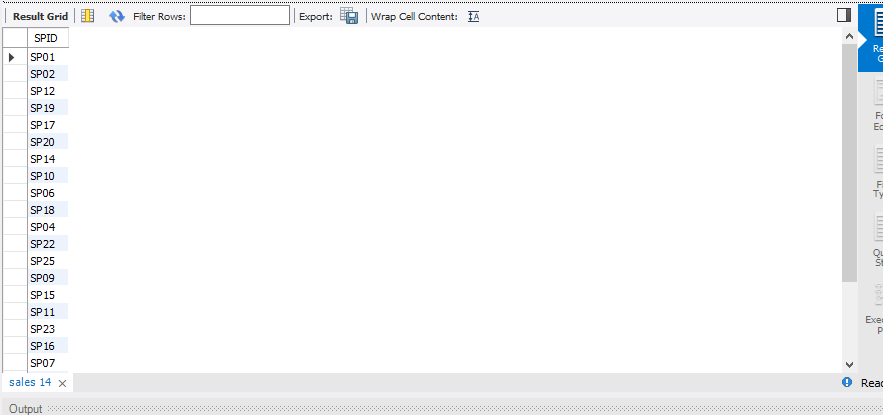 Result Grid Filter Rows: Export: Wrap Cell Content: IA
SPID
SP01
SP02
SP12
SP19
SP17
SP20
SP14
SP10
SP06
SP18
SP04
SP22
SP25
SP09
SP15
SP11
SP23
SP16
SP07
Re
G
Fo
Ed
Fi
Ty
Qu
St
Exec
P
sales 14
Read
Output